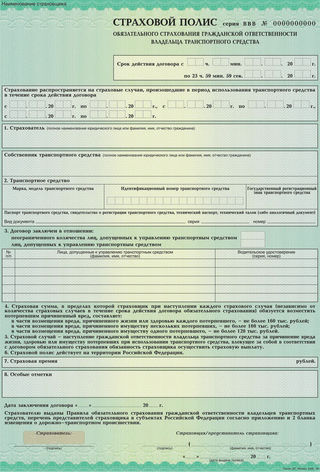 Наименование страховщика
СТРАХОВОЙ ПОЛИС серия ВВВ № 0000000000
ОБЯЗАТЕЛЬНОГО СТРАХОВАНИЯ ГРАЖДАНСКОЙ ОТВЕТСТВЕННОСТИ
ВЛАДЕЛЬЦА ТРАНСПОРТНОГО СРЕДСТВА
Срок действия договора с ч. мин. . . 20 г.
по 23 ч. 59 мин. 59 сек. . . 20 г.
Страхование распространяется на страховые случаи, произошедшие в период использования транспортного средства
в течение срока действия договора
с . . 20 г. по . . 20 г., с . . 20 г. по . . 20 г.
с . . 20 г. по . . 20 г.
1. Страхователь (полное наименование юридического лица или фамилия, имя, отчество гражданина)
Собственник транспортного средства (полное наименование юридического лица или фамилия, имя, отчество гражданина)
2. Транспортное средство
Марка, модель транспортного средства Идентификационный номер транспортного средства Государственный регистрационный
знак транспортного средства
Паспорт транспортного средства, свидетельство о регистрации транспортного средства, технический паспорт, технический талон (либо аналогичный документ)
Вид документа серия номер
3. Договор заключен в отношении:
неограниченного количества лиц, допущенных к управлению транспортным средством
лиц, допущенных к управлению транспортным средством
№ п/п Лица, допущенные к управлению транспортным средством Водительское удостоверение
(фамилия, имя, отчество) (серия, номер)
4. Страховая сумма, в пределах которой страховщик при наступлении каждого страхового случая (независимо от
количества страховых случаев в течение срока действия договора обязательного страхования) обязуется возместить
потерпевшим причиненный вред, составляет:
в части возмещения вреда, причиненного жизни или здоровью каждого потерпевшего, – не более 160 тыс. рублей;
в части возмещения вреда, причиненного имуществу нескольких потерпевших, – не более 160 тыс. рублей;
в части возмещения вреда, причиненного имуществу одного потерпевшего, – не более 120 тыс. рублей.
5. Страховой случай – наступление гражданской ответственности владельца транспортного средства за причинение вреда
жизни, здоровью или имуществу потерпевших при использовании транспортного средства, влекущее за собой в соответствии
с договором обязательного страхования обязанность страховщика осуществить страховую выплату.
6. Страховой полис действует на территории Российской Федерации.
7. Страховая премия рублей.
8. Особые отметки
Дата заключения договора « » 20 г.
Страхователю выданы Правила обязательного страхования гражданской ответственности владельцев транспортных
средств, перечень представителей страховщика в субъектах Российской Федерации согласно приложению и 2 бланка
извещения о дорожно–транспортном происшествии.
Страхователь: Страховщик/представитель страховщика:
(подпись) (подпись) (фамилия, имя, отчество)
« » 20 г.